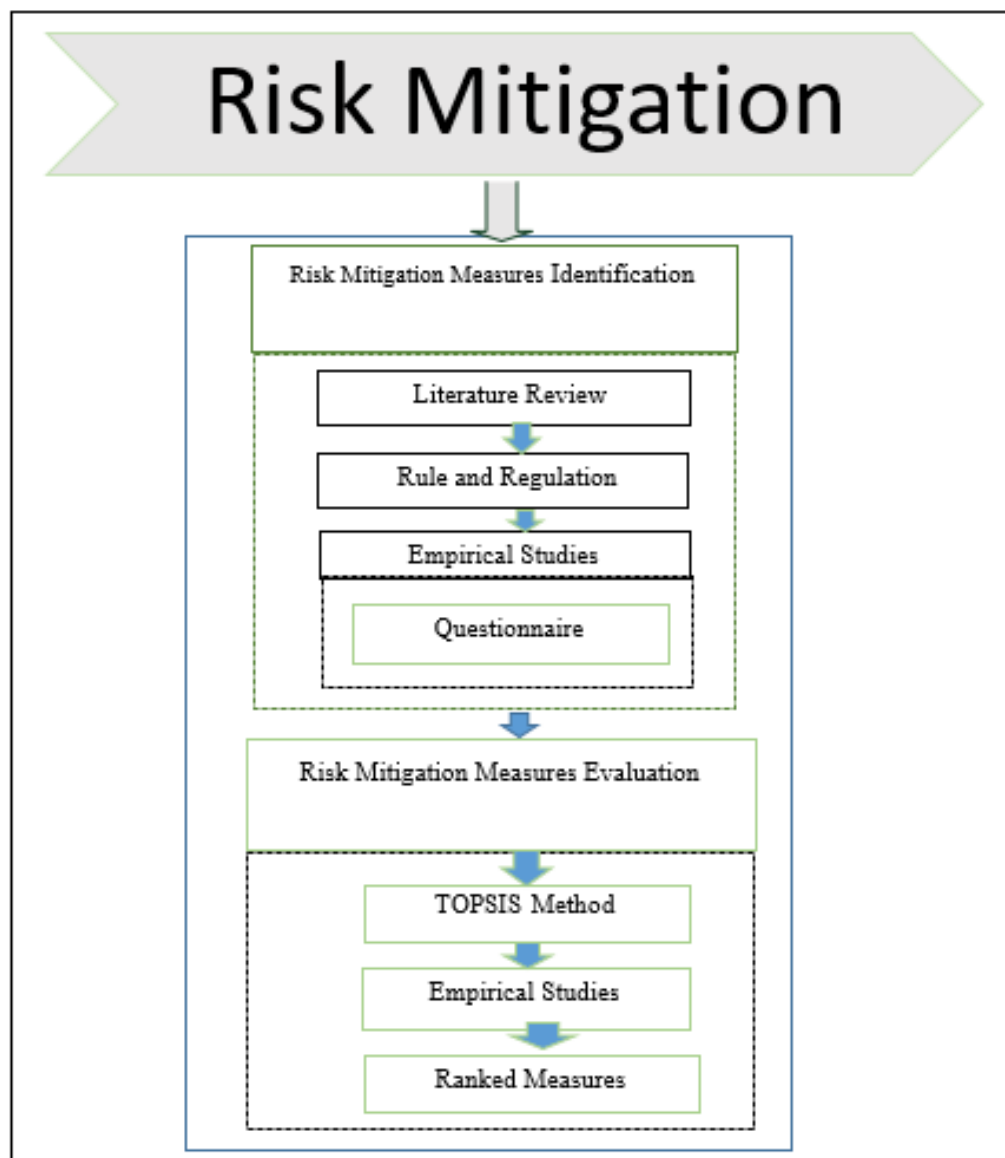 Risk Mitigation
Risk Mitigation Measures Identification
Literature Review
Rule and Regulation
Empirical Studies
Questionnaire
Risk Mitigation Measures Evaluation
TOPSIS Method
Empirical Studies
Ranked Measures